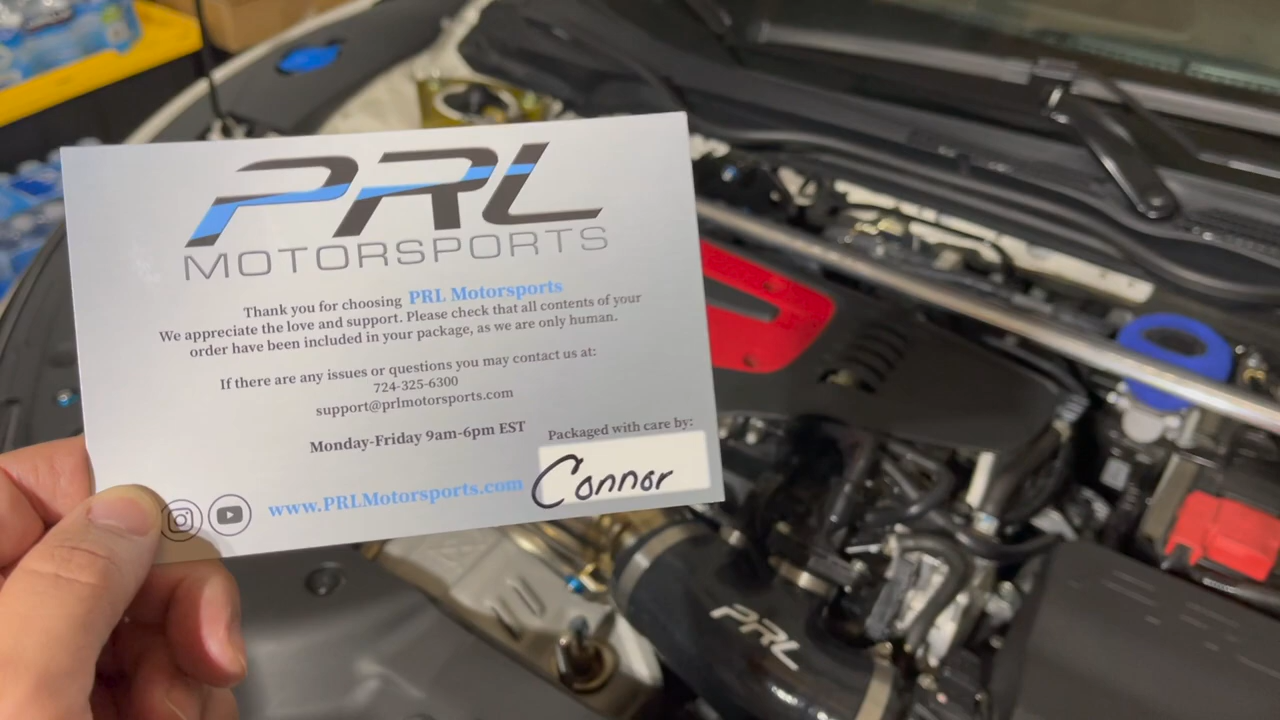 PRL
MOTORSPORTS
Thank you for choosing PRL Motorsports
We appreciate the love and support. Please check that all contents of your
order have been included in your package, as we are only human.
If there are any issues or questions you may contact us at:
724-325-6300
support@prlmotorsports.com
Monday-Friday 9am-6pm EST
Packaged with care by:
Connor
www.PRLMotorsports.com
PRL